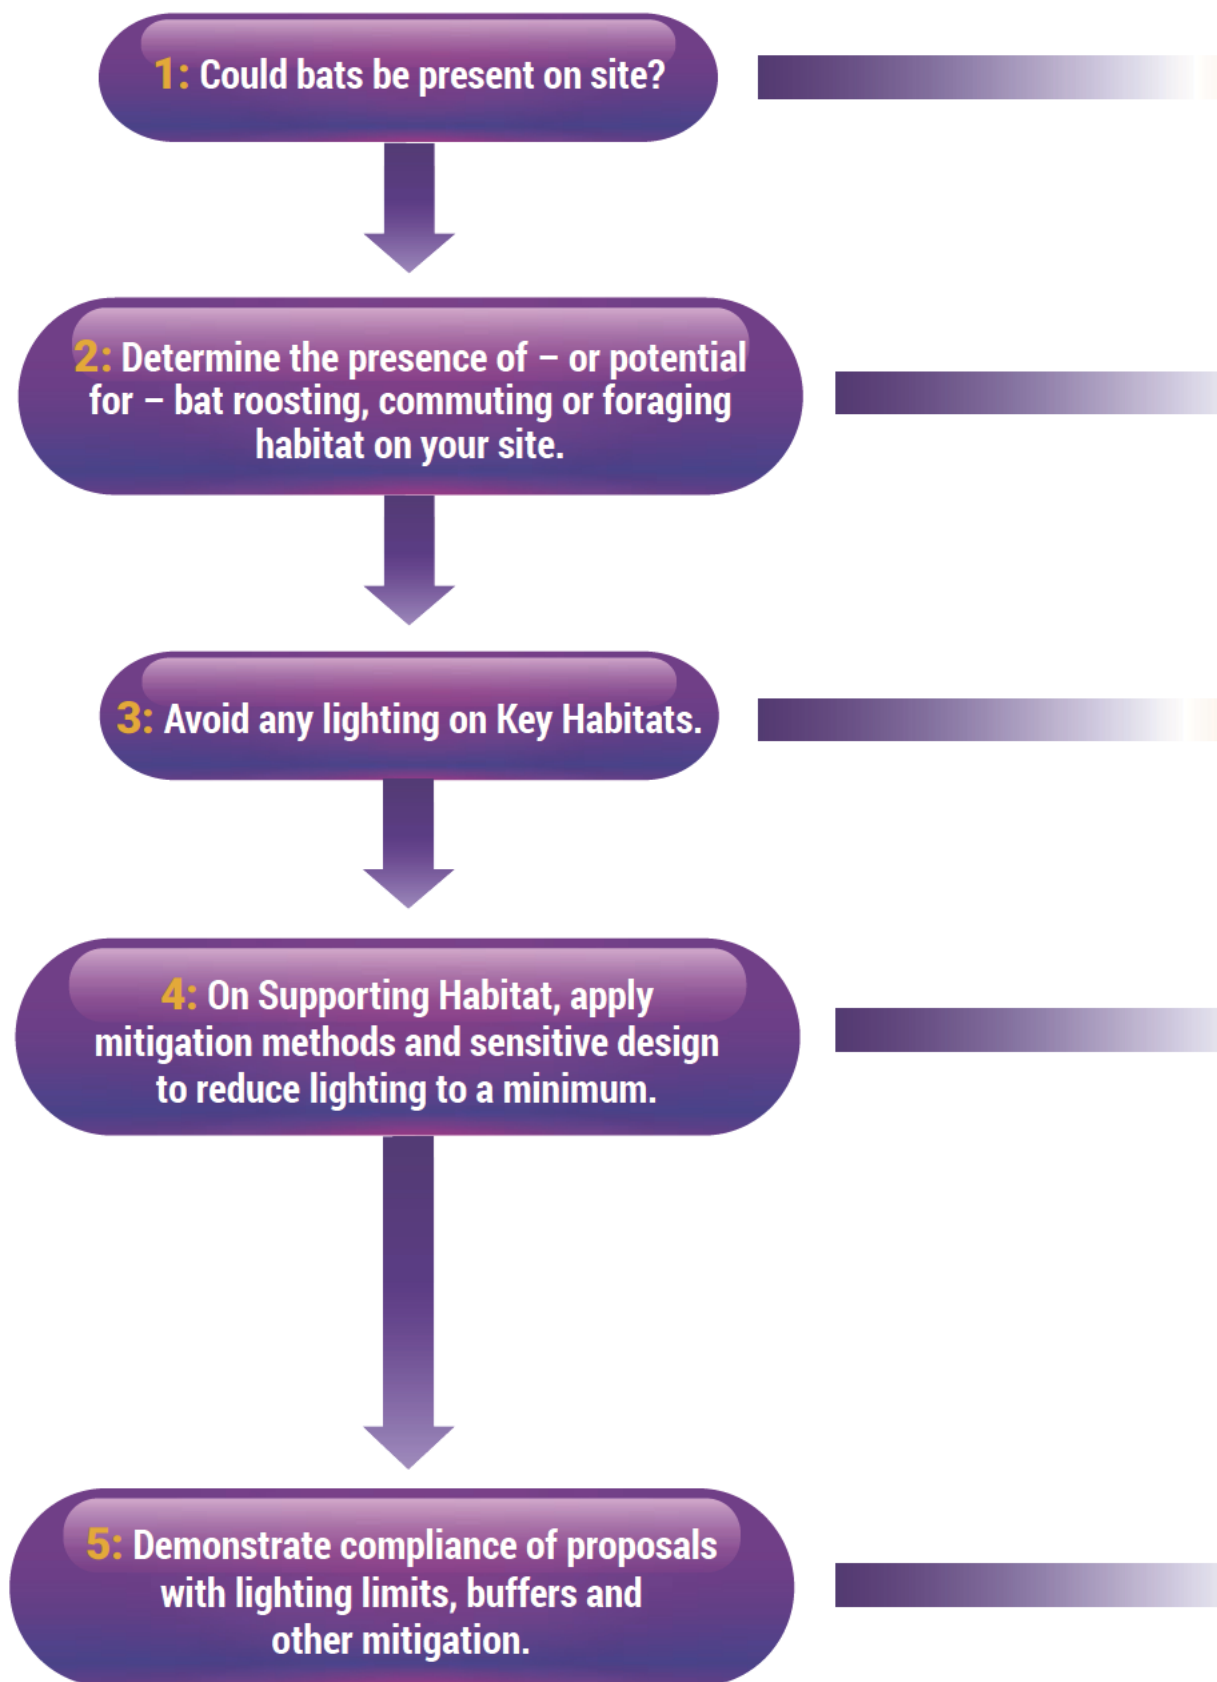 1: Could bats be present on site?
2: Determine the presence of – or potential
for – bat roosting, commuting or foraging
habitat on your site.
3: Avoid any lighting on Key Habitats.
4: On Supporting Habitat, apply
mitigation methods and sensitive design
to reduce lighting to a minimum.
5: Demonstrate compliance of proposals
with lighting limits, buffers and
other mitigation.